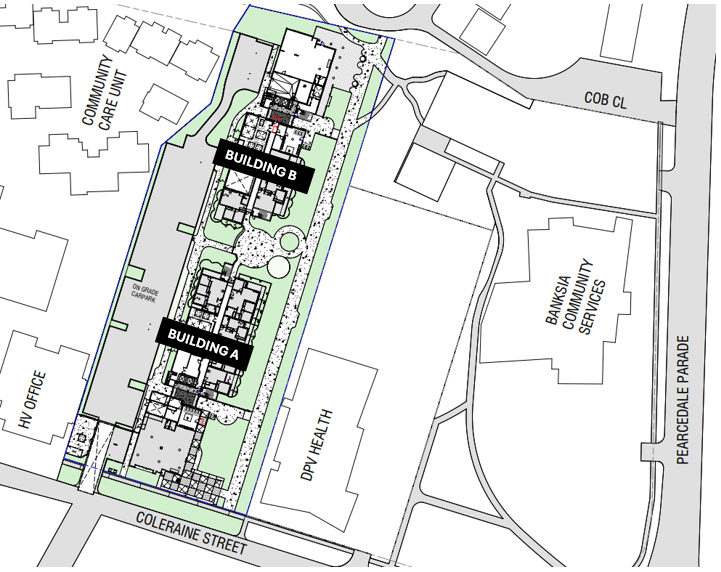 COMMUNITY
CARE UNIT
COB CL
BUILDING B
BANKSIA
COMMUNITY
SERVICES
ON GRADE
CARPARK
BUILDING A
HV OFFICE
DPV HEALTH
PEARCEDALE PARADE
COLERAINE STREET